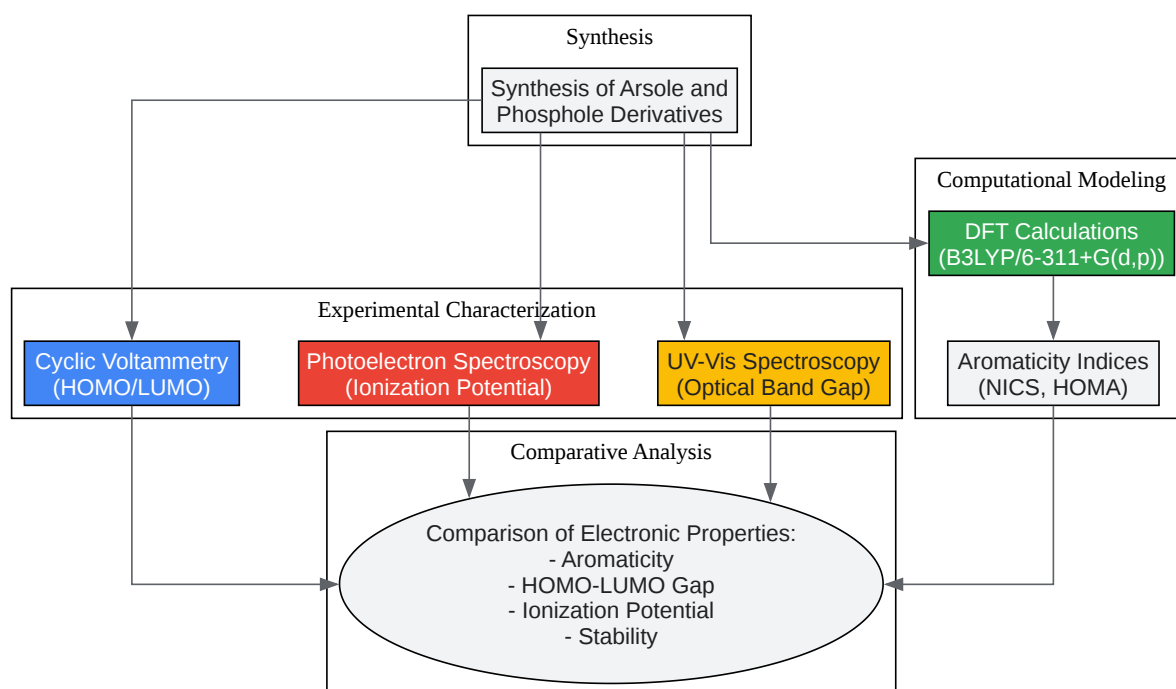 Synthesis
Synthesis of Arsole and
Phosphole Derivatives
Computational Modeling
DFT Calculations
(B3LYP/6-311+G(d,p))
Experimental Characterization
Cyclic Voltammetry
(HOMO/LUMO)
Photoelectron Spectroscopy
(Ionization Potential)
UV-Vis Spectroscopy
(Optical Band Gap)
Aromaticity Indices
(NICS, HOMA)
Comparative Analysis
Comparison of Electronic Properties:
- Aromaticity
- HOMO-LUMO Gap
- Ionization Potential
- Stability